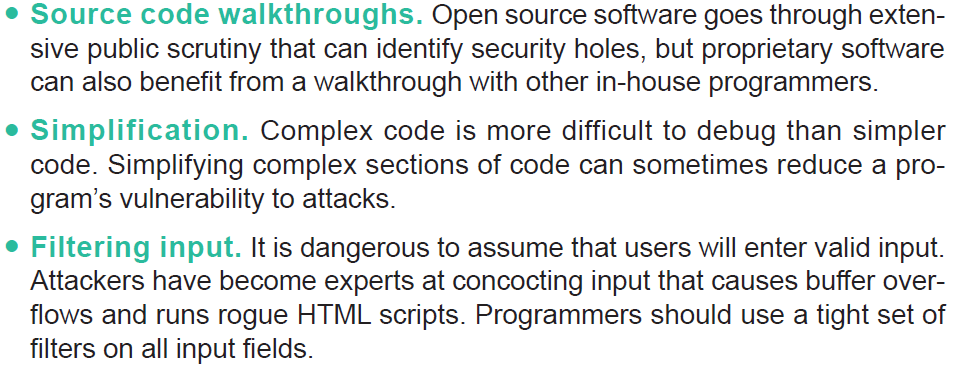 • Source code walkthroughs. Open source software goes through exten-
sive public scrutiny that can identify security holes, but proprietary software
can also benefit from a walkthrough with other in-house programmers.
• Simplification. Complex code is more difficult to debug than simpler
code. Simplifying complex sections of code can sometimes reduce a pro-
gram’s vulnerability to attacks.
• Filtering input. It is dangerous to assume that users will enter valid input.
Attackers have become experts at concocting input that causes buffer over-
flows and runs rogue HTML scripts. Programmers should use a tight set of
filters on all input fields.